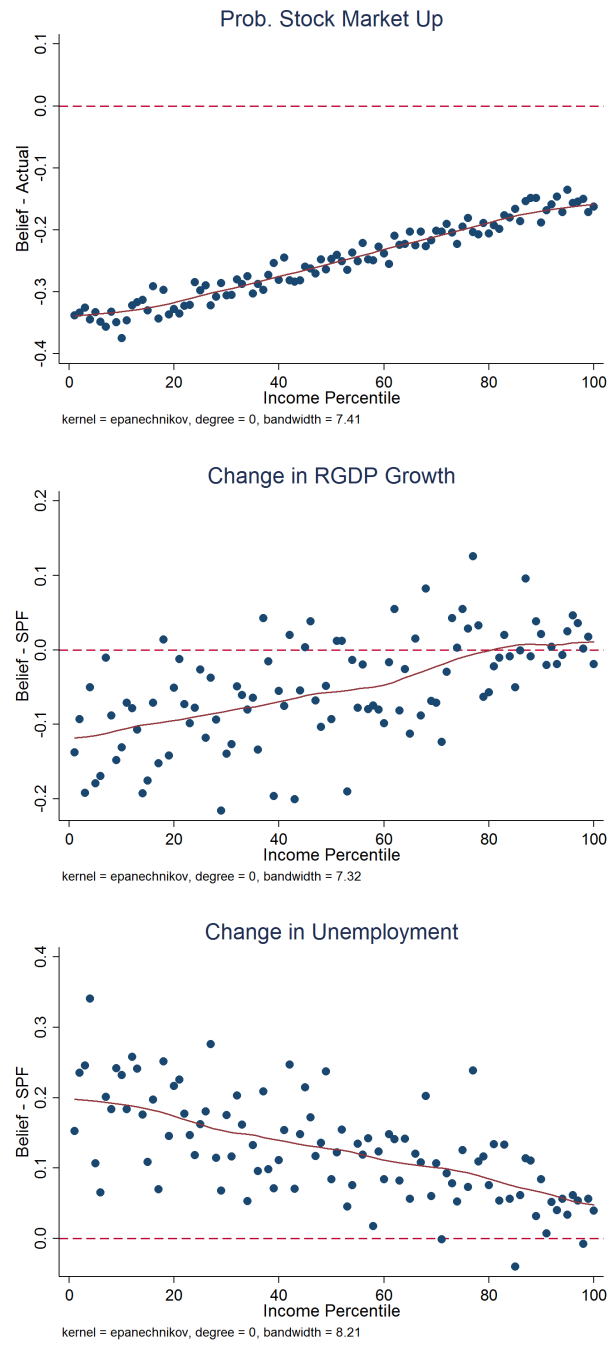 Prob. Stock Market Up
Belief - Actual
0.1
0.0
-0.1
-0.2
-0.3
-0.4
0 20 40 60 80 100
Income Percentile
kernel = epanechnikov, degree = 0, bandwidth = 7.41
Change in RGDP Growth
Belief - SPF
0.2
0.1
0.0
-0.1
-0.2
0 20 40 60 80 100
Income Percentile
kernel = epanechnikov, degree = 0, bandwidth = 7.32
Change in Unemployment
Belief - SPF
0.4
0.3
0.2
0.1
0.0
0 20 40 60 80 100
Income Percentile
kernel = epanechnikov, degree = 0, bandwidth = 8.21